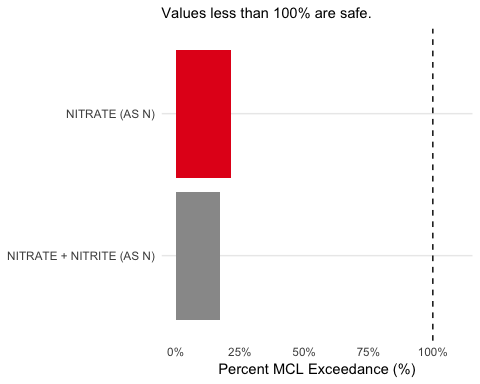 Values less than 100% are safe.
NITRATE (AS N)
NITRATE + NITRITE (AS N)
0% 25% 50% 75% 100%
Percent MCL Exceedance (%)